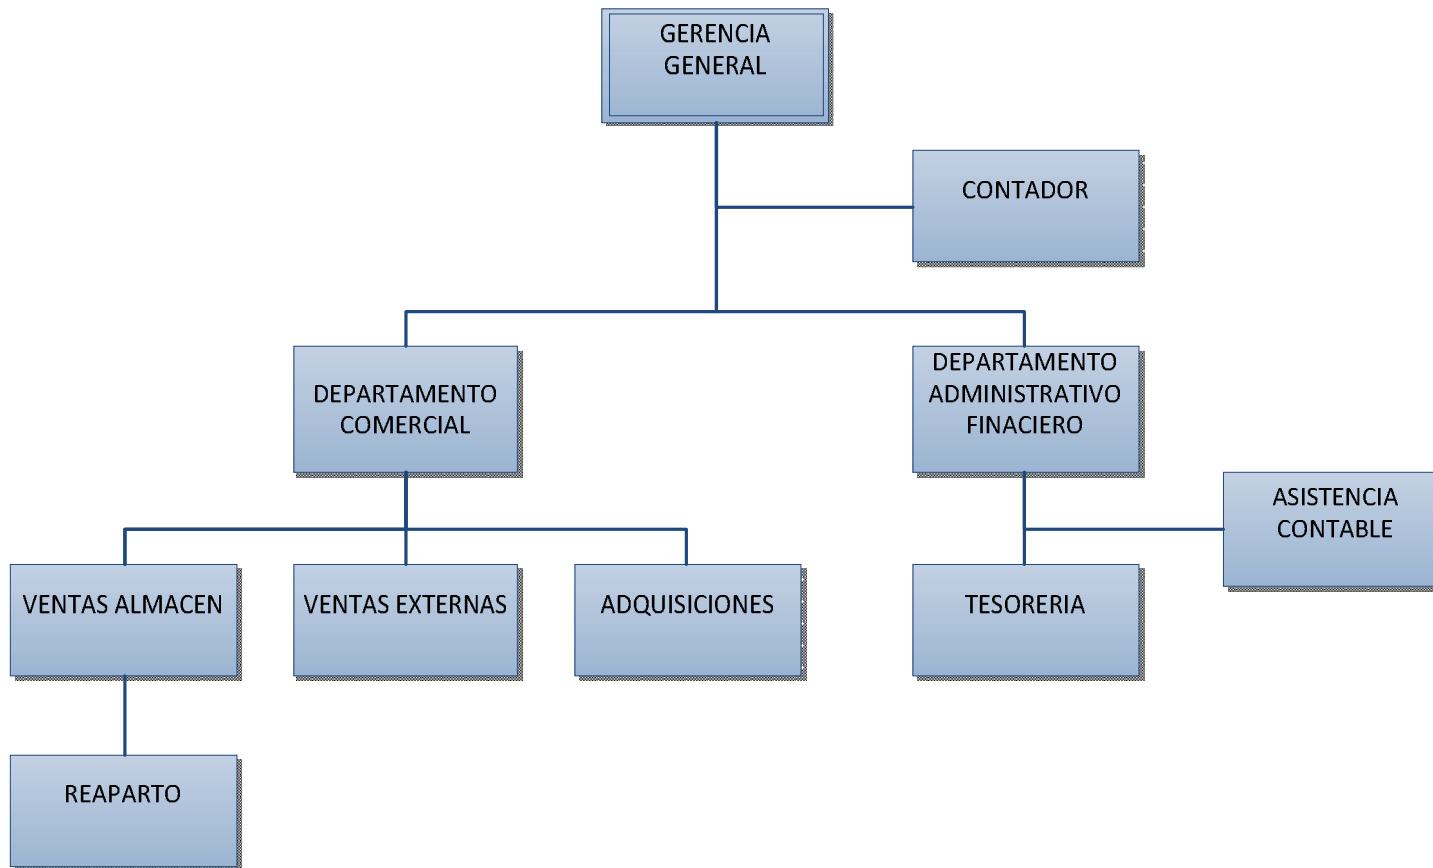 GERENCIA
GENERAL
CONTADOR
DEPARTAMENTO
COMERCIAL
DEPARTAMENTO
ADMINISTRATIVO
FINACIERO
ASISTENCIA
CONTABLE
VENTAS ALMACEN
VENTAS EXTERNAS
ADQUISICIONES
TESORERIA
REAPARTO